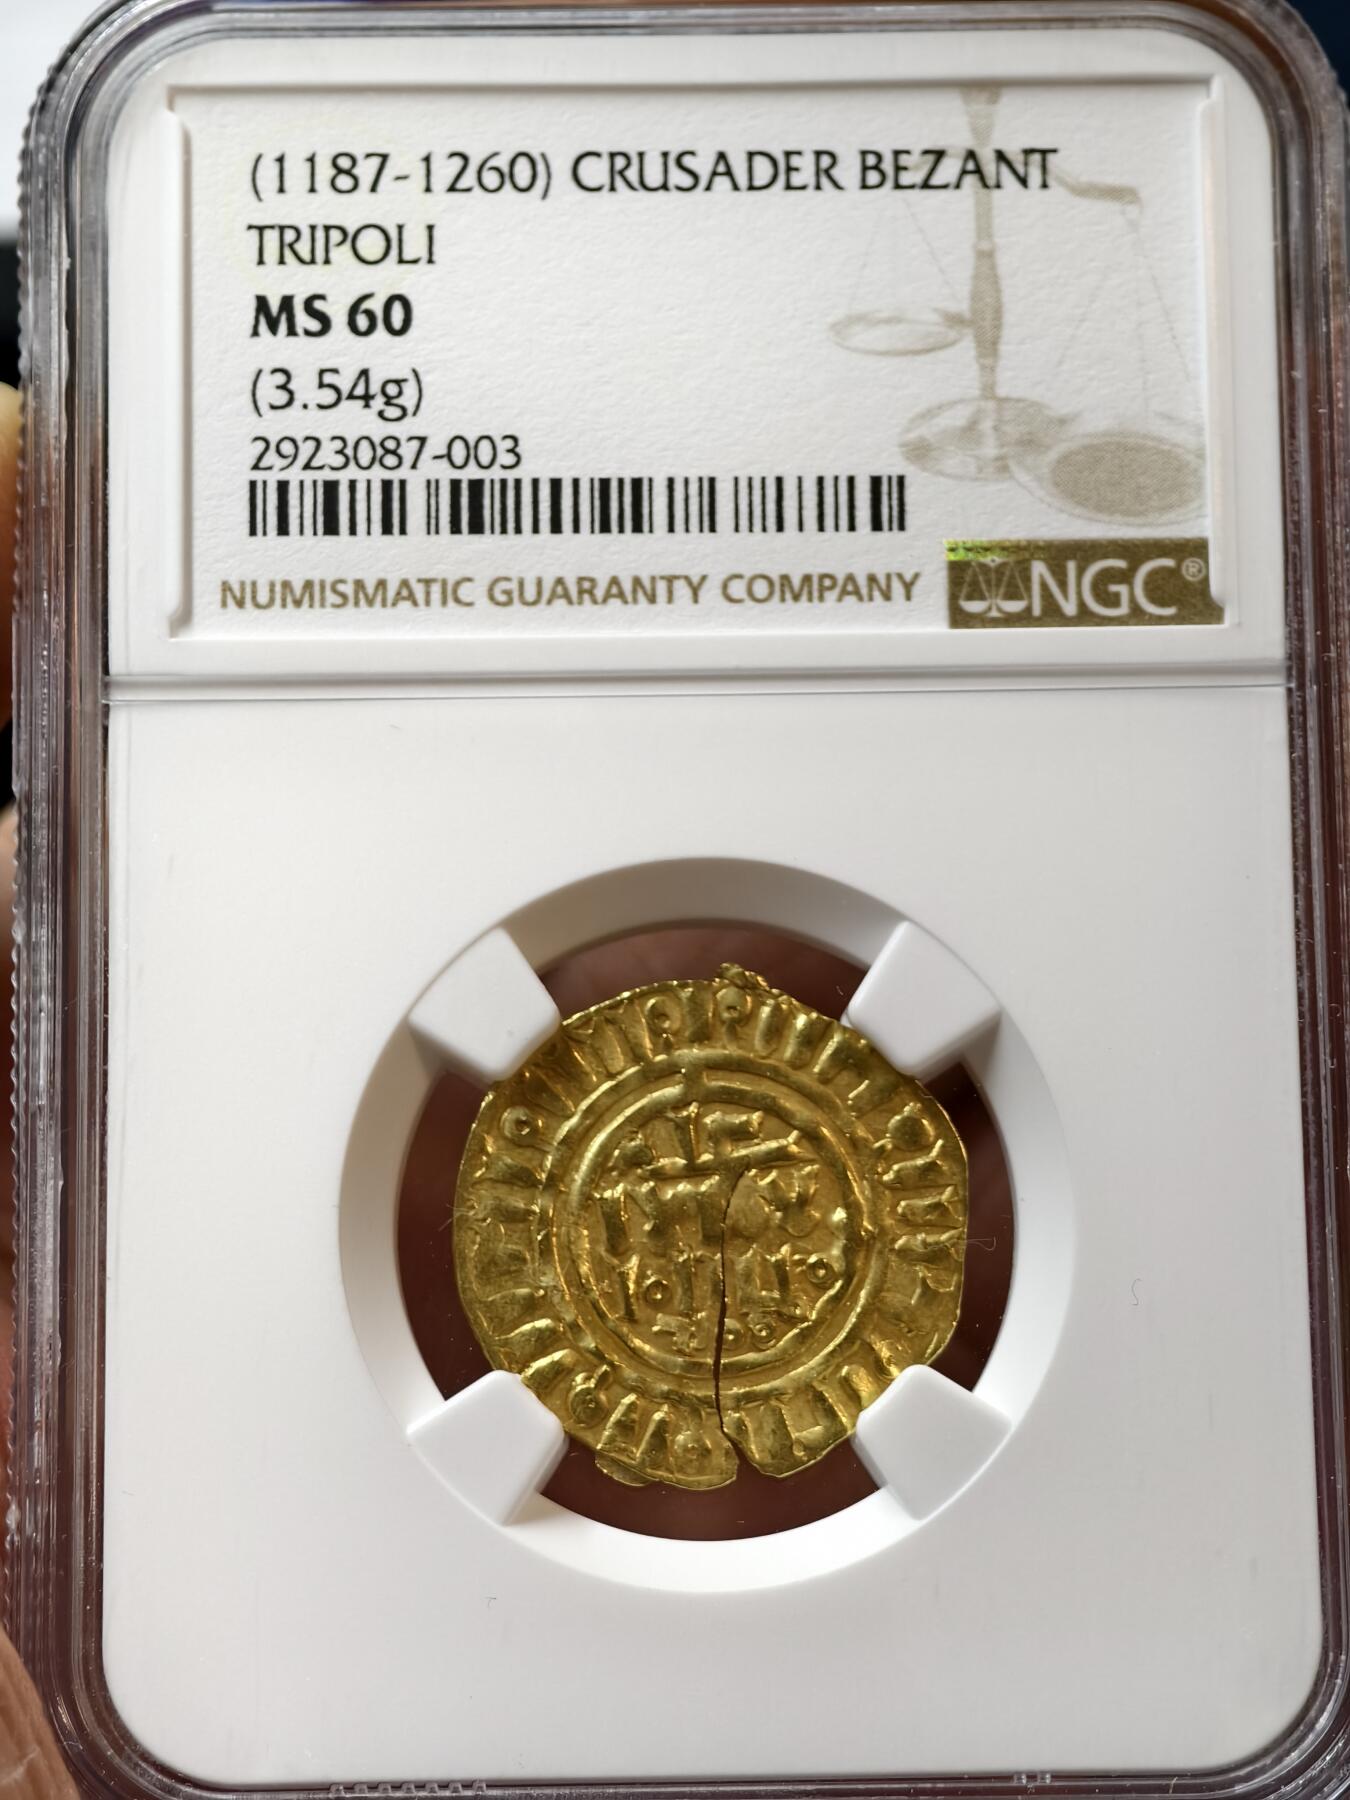 (1187-1260) CRUSADER BEZANT
TRIPOLI
MS 60
(3.54g)
2923087-003
NUMISMATIC GUARANTY COMPANY
NGC®